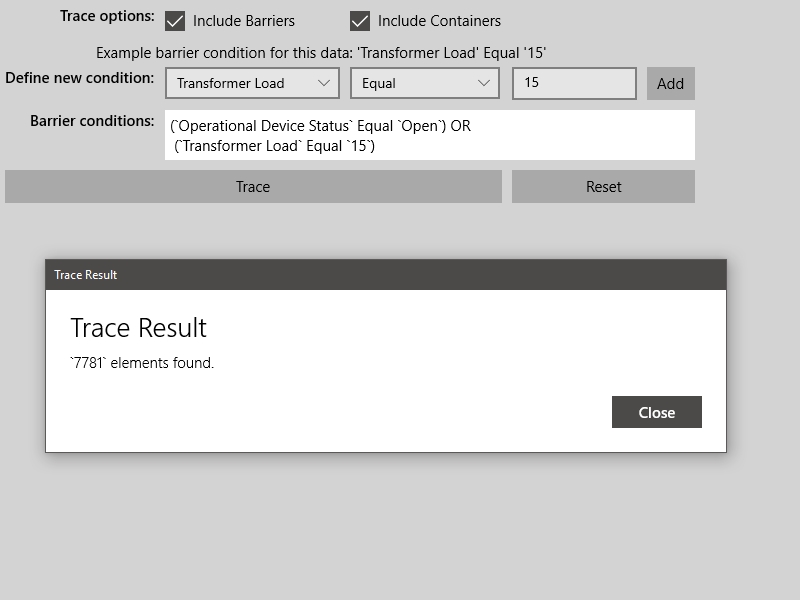 Trace options: Include Barriers Include Containers
Example barrier condition for this data: 'Transformer Load' Equal '15'
Define new condition: Transformer Load Equal 15 Add
Barrier conditions: (`Operational Device Status` Equal `Open`) OR
(`Transformer Load` Equal `15`)
Trace Reset
Trace Result
Trace Result
`7781` elements found.
Close